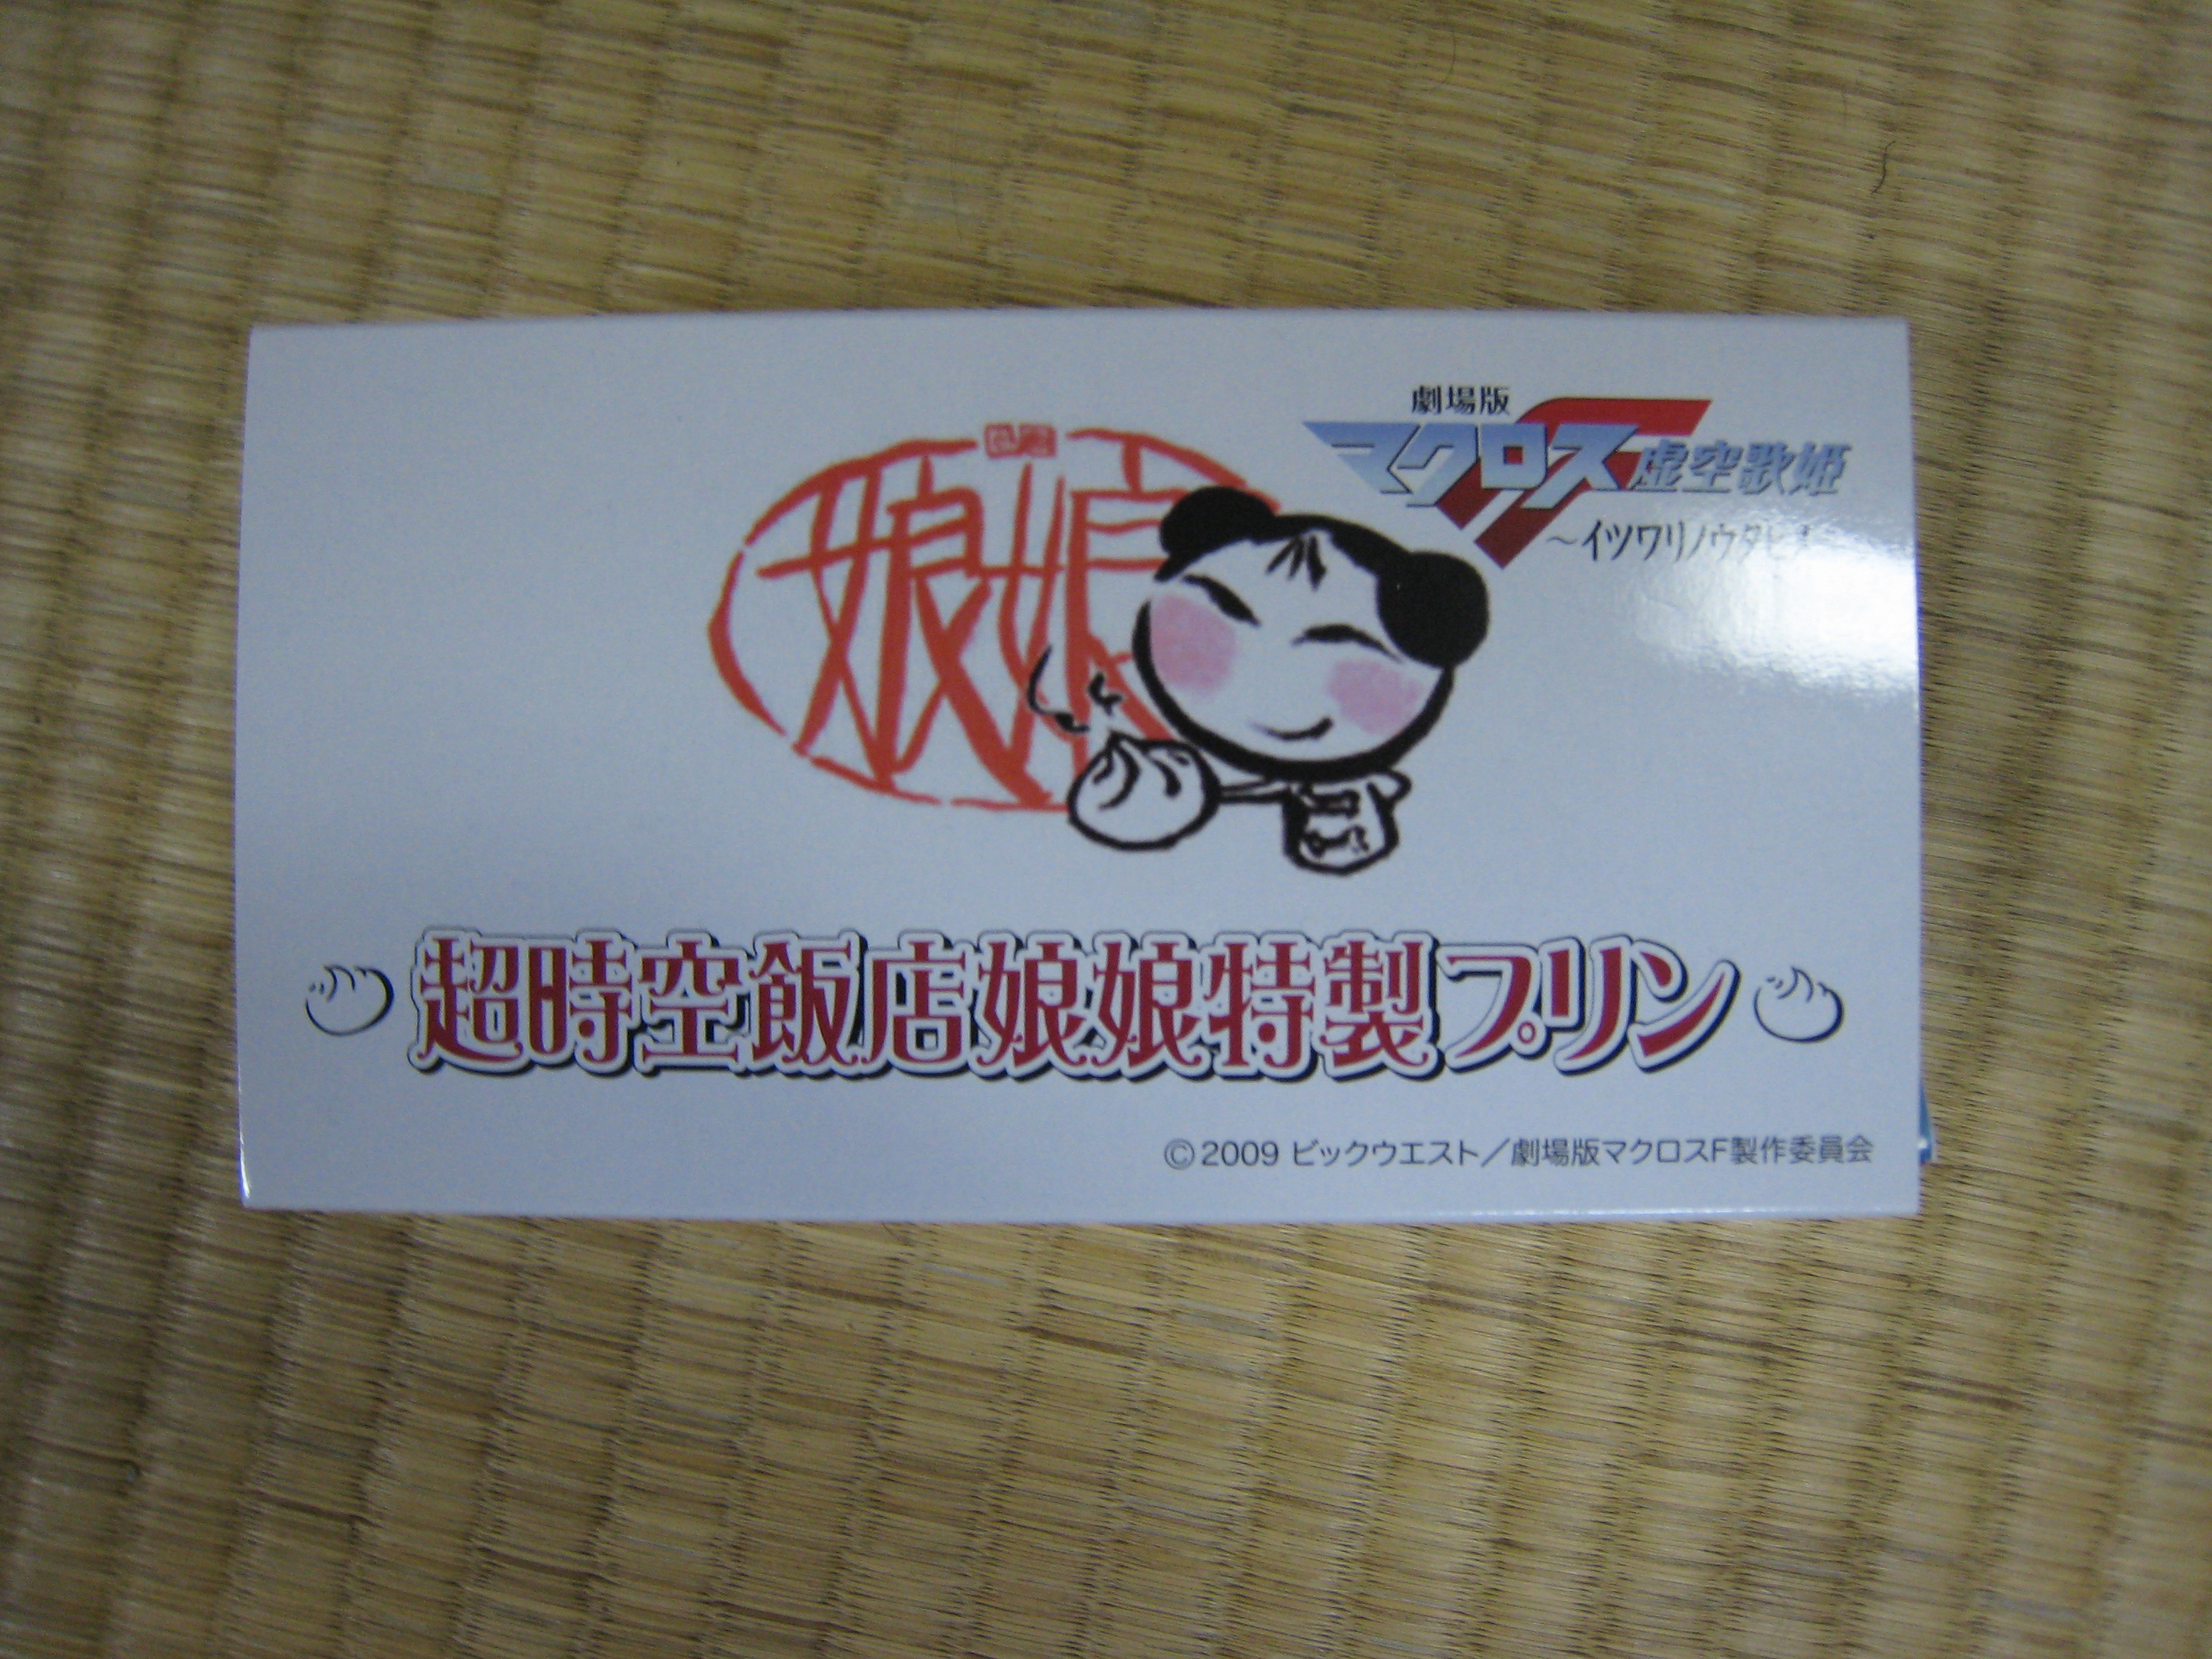 劇場版
マクロスF 虚空歌姫
～イツワリノウタヒメ～
娘娘
超時空飯店娘娘特製プリン
©2009 ビックウエスト／劇場版マクロスF製作委員会